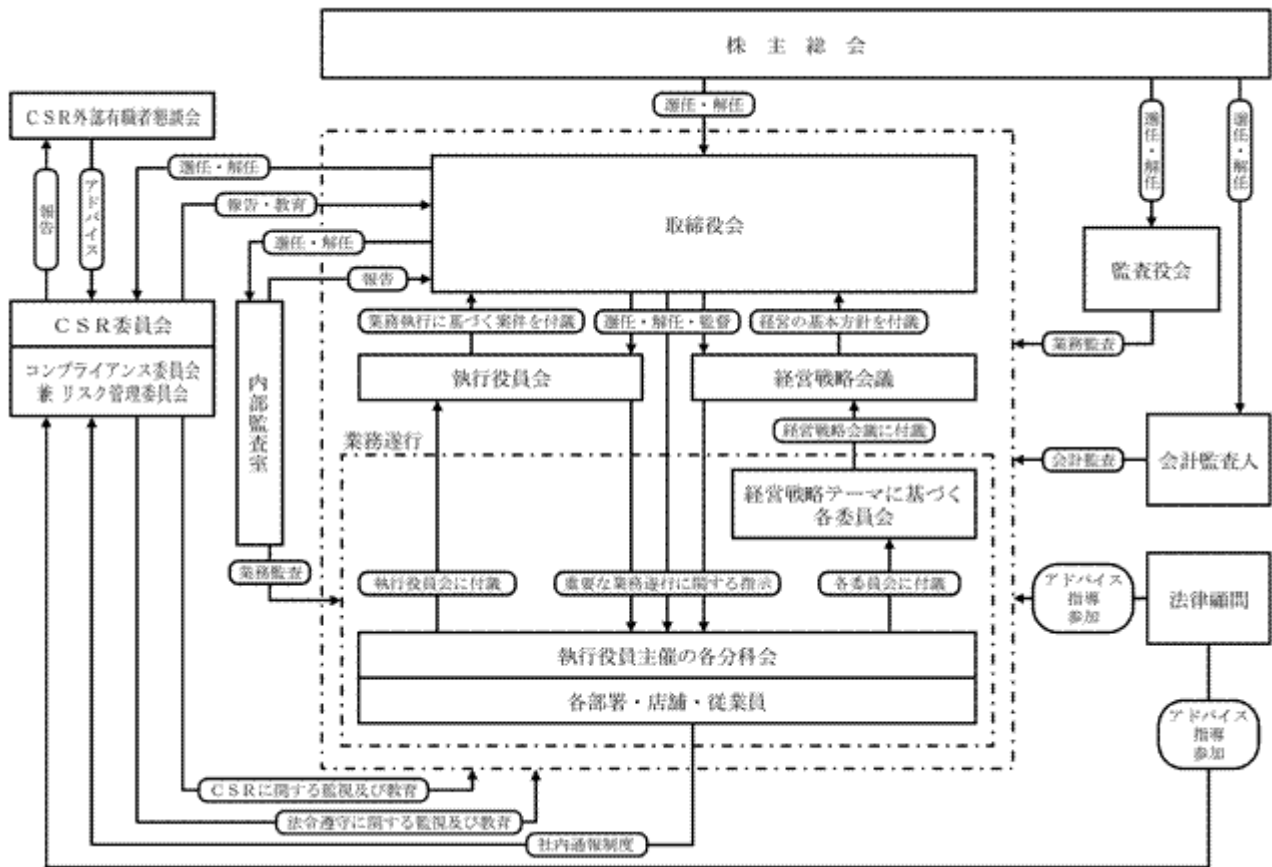 株主総会
選任・解任
選任・解任
選任・解任
CSR外部有識者懇談会
報告
アドバイス
選任・解任
報告・教育
選任・解任
報告
取締役会
監査役会
CSR委員会
コンプライアンス委員会
兼 リスク管理委員会
内部監査室
業務執行に基づく案件を付議
選任・解任・監督
経営の基本方針を付議
業務監査
執行役員会
経営戦略会議
経営戦略会議に付議
業務遂行
会計監査
会計監査人
経営戦略テーマに基づく
各委員会
業務監査
執行役員会に付議
重要な業務遂行に関する指示
各委員会に付議
アドバイス
指導
参加
法律顧問
執行役員主催の各分科会
各部署・店舗・従業員
アドバイス
指導
参加
CSRに関する監視及び教育
法令遵守に関する監視及び教育
社内通報制度